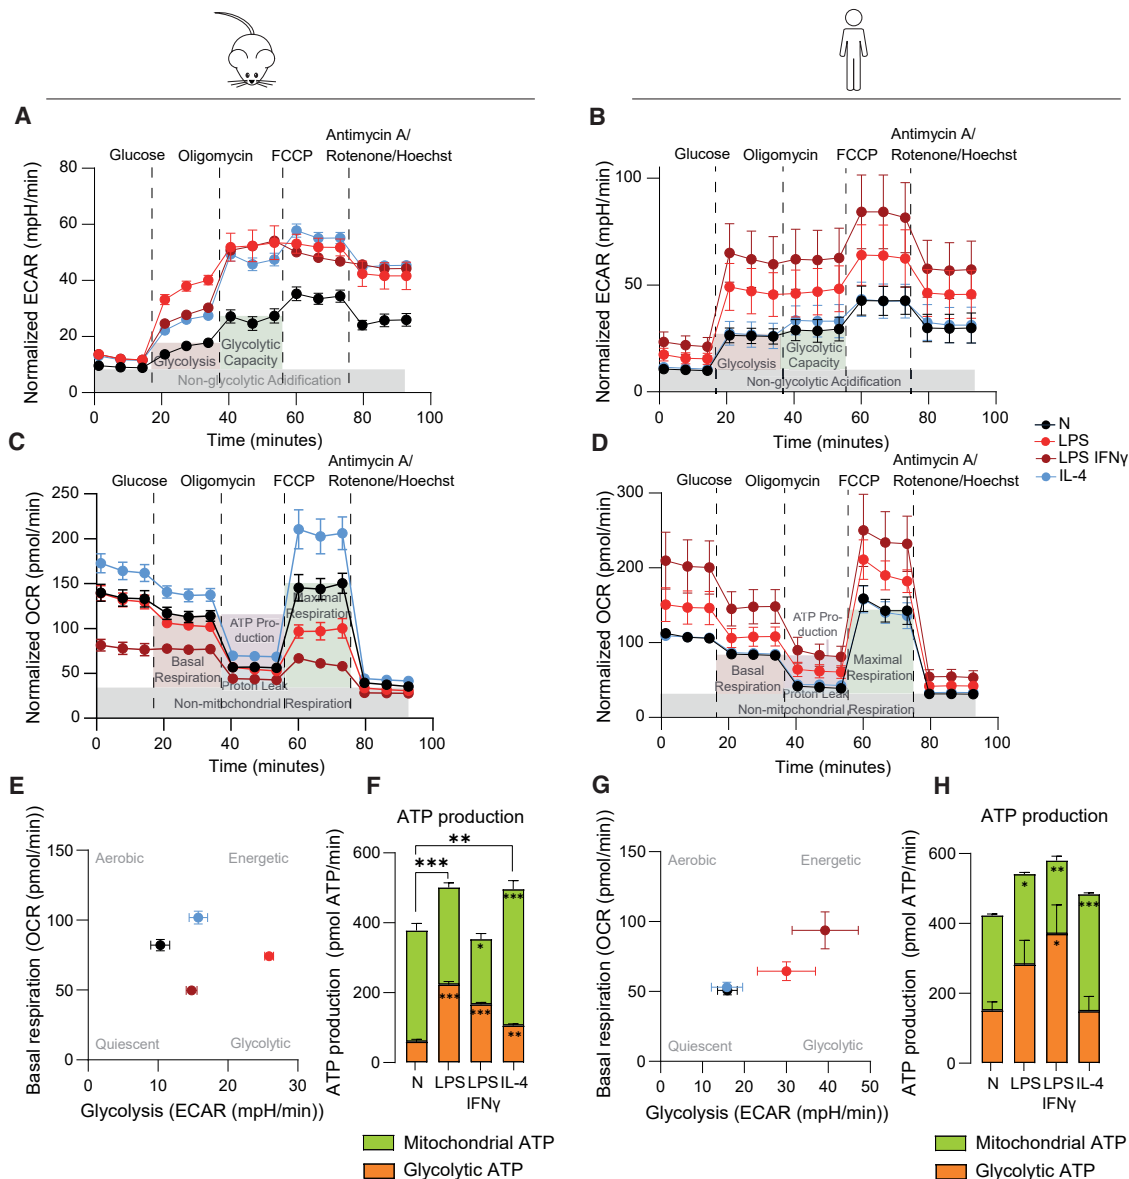 A
Glucose
Oligomycin
FCCP
Antimycin A/
Rotenone/Hoechst
Normalized ECAR (mpH/min)
80
60
40
20
0
Glycolysis
Glycolytic
Capacity
Non-glycolytic Acidification
0 20 40 60 80 100
Time (minutes)
B
Glucose
Oligomycin
FCCP
Antimycin A/
Rotenone/Hoechst
Normalized ECAR (mpH/min)
100
50
0
Glycolysis
Glycolytic
Capacity
Non-glycolytic Acidification
0 20 40 60 80 100
Time (minutes)
N
LPS
LPS IFNγ
IL-4
C
Glucose
Oligomycin
FCCP
Antimycin A/
Rotenone/Hoechst
Normalized OCR (pmol/min)
250
200
150
100
50
0
Basal
Respiration
ATP Pro-
duction
Proton Leak
Maximal
Respiration
Non-mitochondrial Respiration
0 20 40 60 80 100
Time (minutes)
D
Glucose
Oligomycin
FCCP
Antimycin A/
Rotenone/Hoechst
Normalized OCR (pmol/min)
300
200
100
0
Basal
Respiration
ATP Pro-
duction
Proton Leak
Maximal
Respiration
Non-mitochondrial Respiration
0 20 40 60 80 100
Time (minutes)
E
Basal respiration (OCR (pmol/min))
150
100
50
0
Aerobic
Energetic
Quiescent
Glycolytic
0 10 20 30
Glycolysis (ECAR (mpH/min))
F
ATP production
ATP production (pmol ATP/min)
600
400
200
0
**
***
***
*
***
***
**
N LPS LPS IL-4
IFNγ
Mitochondrial ATP
Glycolytic ATP
G
Basal respiration (OCR (pmol/min))
150
100
50
0
Aerobic
Energetic
Quiescent
Glycolytic
0 10 20 30 40 50
Glycolysis (ECAR (mpH/min))
H
ATP production
ATP production (pmol ATP/min)
600
400
200
0
*
**
***
*
N LPS LPS IL-4
IFNγ
Mitochondrial ATP
Glycolytic ATP